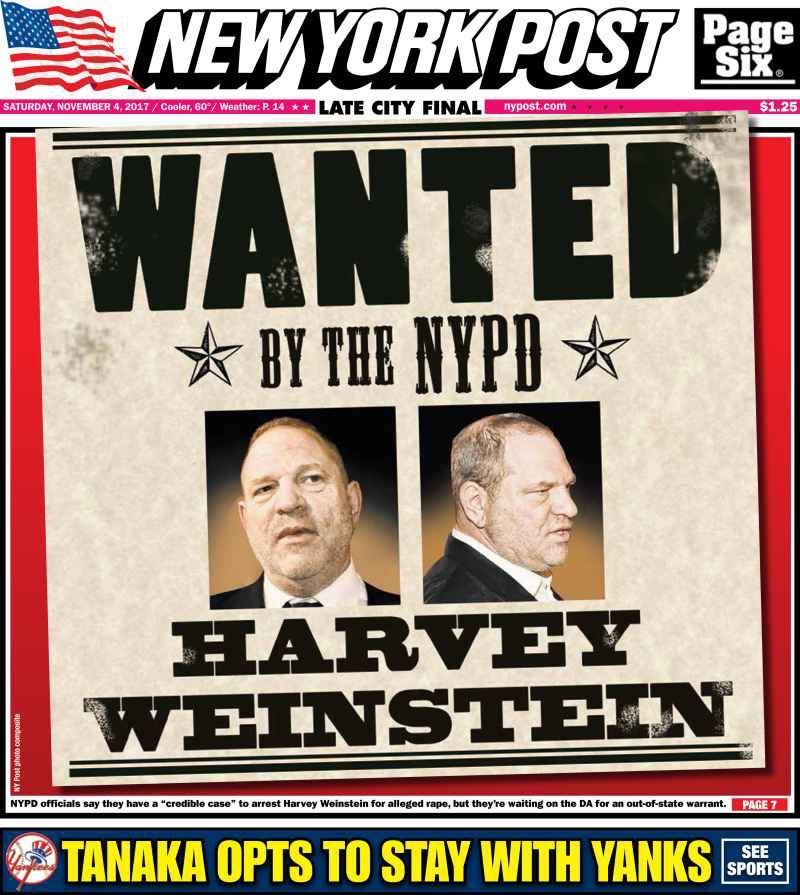 NEW YORK POST
Page
Six®
SATURDAY, NOVEMBER 4, 2017 / Cooler, 60°/ Weather: P. 14 ★★ LATE CITY FINAL nypost.com $1.25
WANTED
BY THE NYPD
HARVEY
WEINSTEIN
NY Post photo composite
NYPD officials say they have a “credible case” to arrest Harvey Weinstein for alleged rape, but they’re waiting on the DA for an out-of-state warrant. PAGE 7
Yankees
TANAKA OPTS TO STAY WITH YANKS
SEE
SPORTS